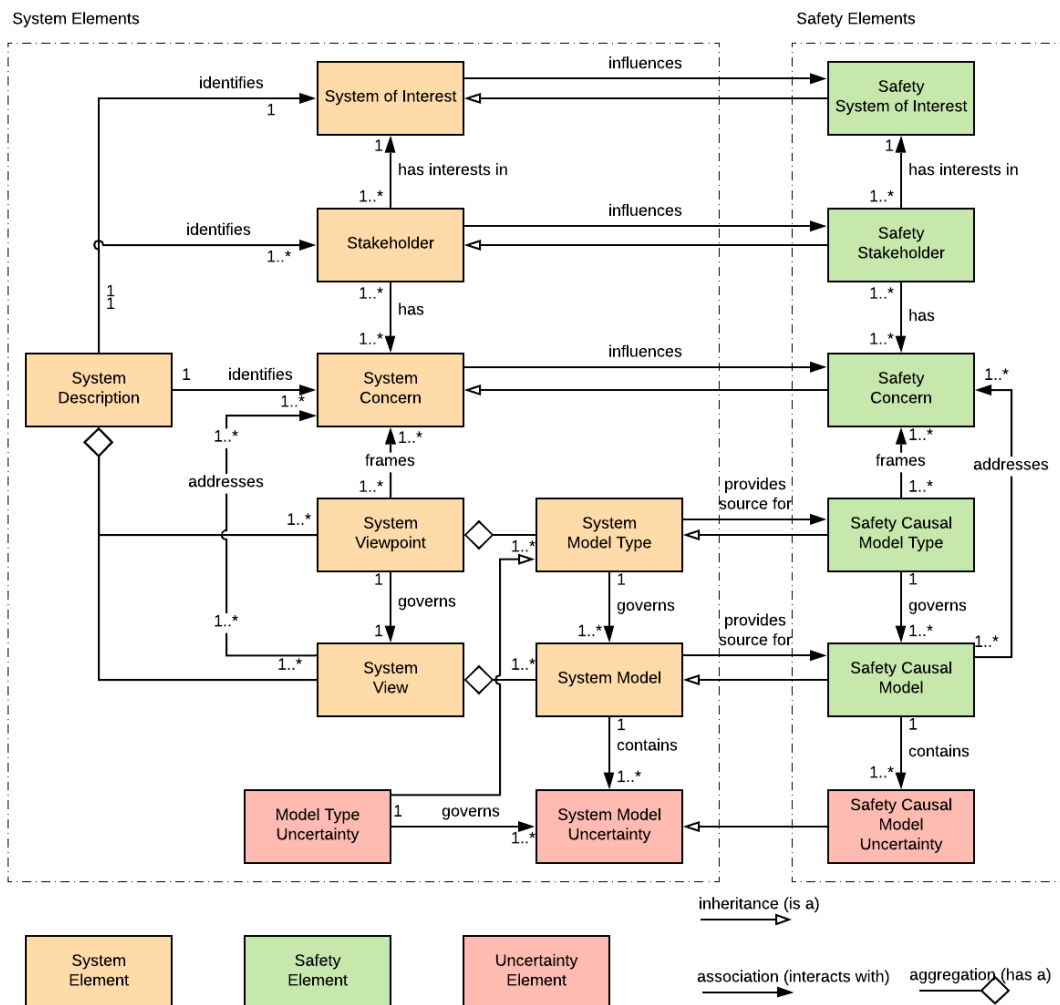 System Elements
Safety Elements
identifies
1
System of Interest
influences
Safety
System of Interest
1
has interests in
1..*
1
has interests in
1..*
identifies
1..*
Stakeholder
influences
Safety
Stakeholder
1
1
1..*
has
1..*
1..*
has
1..*
System
Description
1
identifies
1..*
System
Concern
influences
Safety
Concern
1..*
1..*
addresses
1..*
1..*
frames
1..*
1..*
frames
1..*
addresses
1..*
System
Viewpoint
1..*
System
Model Type
provides
source for
Safety Causal
Model Type
1
governs
1
1
governs
1..*
1
governs
1..*
1..*
1..*
System
View
1..*
System Model
provides
source for
Safety Causal
Model
1..*
1
contains
1..*
1
contains
1..*
Model Type
Uncertainty
1
governs
1..*
System Model
Uncertainty
Safety Causal
Model
Uncertainty
inheritance (is a)
System
Element
Safety
Element
Uncertainty
Element
association (interacts with)
aggregation (has a)